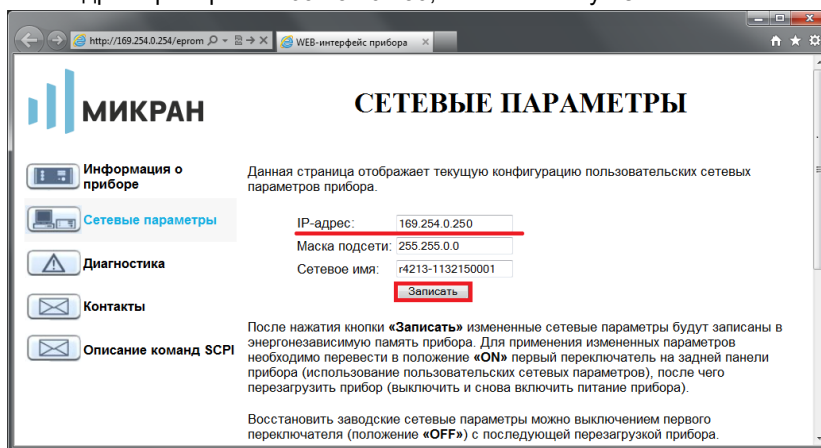 http://169.254.0.254/eprom
WEB-интерфейс прибора
МИКРАН
СЕТЕВЫЕ ПАРАМЕТРЫ
Информация о
приборе
Сетевые параметры
Диагностика
Контакты
Описание команд SCPI
Данная страница отображает текущую конфигурацию пользовательских сетевых
параметров прибора.
IP-адрес: 169.254.0.250
Маска подсети: 255.255.0.0
Сетевое имя: r4213-1132150001
Записать
После нажатия кнопки «Записать» измененные сетевые параметры будут записаны в
энергонезависимую память прибора. Для применения измененных параметров
необходимо перевести в положение «ON» первый переключатель на задней панели
прибора (использование пользовательских сетевых параметров), после чего
перезагрузить прибор (выключить и снова включить питание прибора).
Восстановить заводские сетевые параметры можно выключением первого
переключателя (положение «OFF») с последующей перезагрузкой прибора.